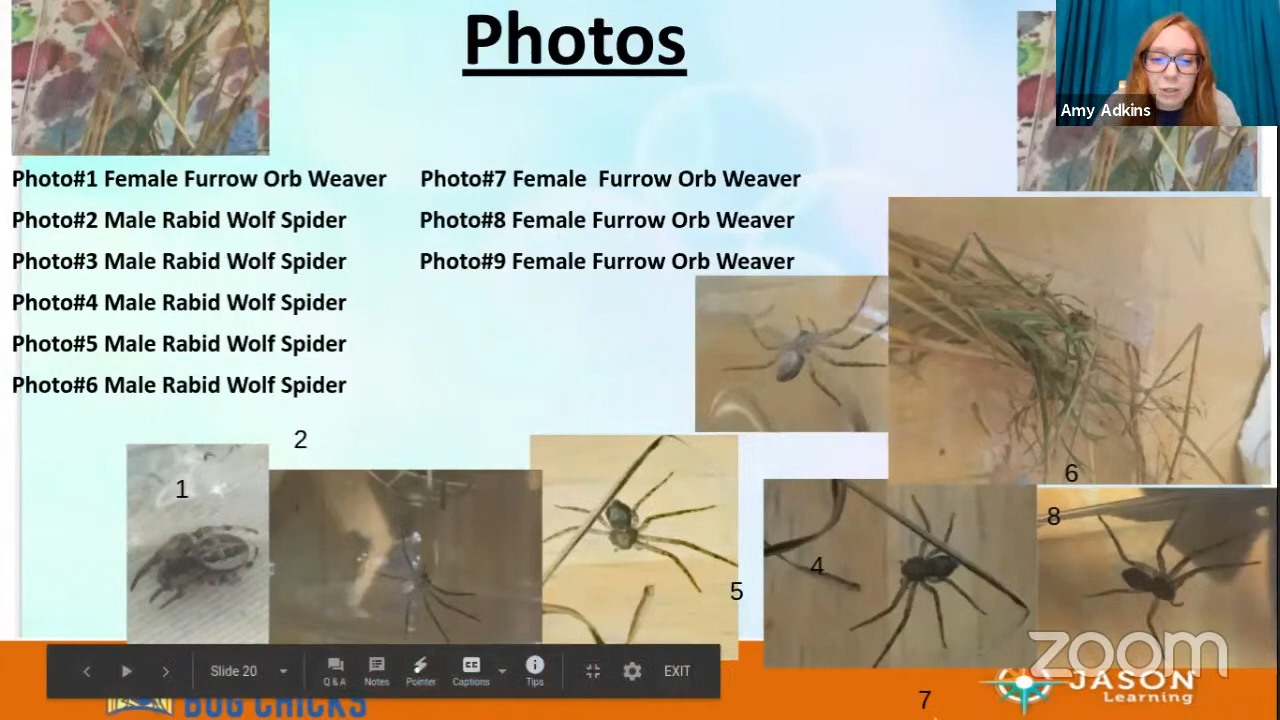 Photos
Amy Adkins
Photo#1 Female Furrow Orb Weaver
Photo#2 Male Rabid Wolf Spider
Photo#3 Male Rabid Wolf Spider
Photo#4 Male Rabid Wolf Spider
Photo#5 Male Rabid Wolf Spider
Photo#6 Male Rabid Wolf Spider
Photo#7 Female Furrow Orb Weaver
Photo#8 Female Furrow Orb Weaver
Photo#9 Female Furrow Orb Weaver
2
1
6
8
4
5
Slide 20
Q & A
Notes
Pointer
Captions
Tips
EXIT
zoom
JASON
Learning
BUG CHICKS
7